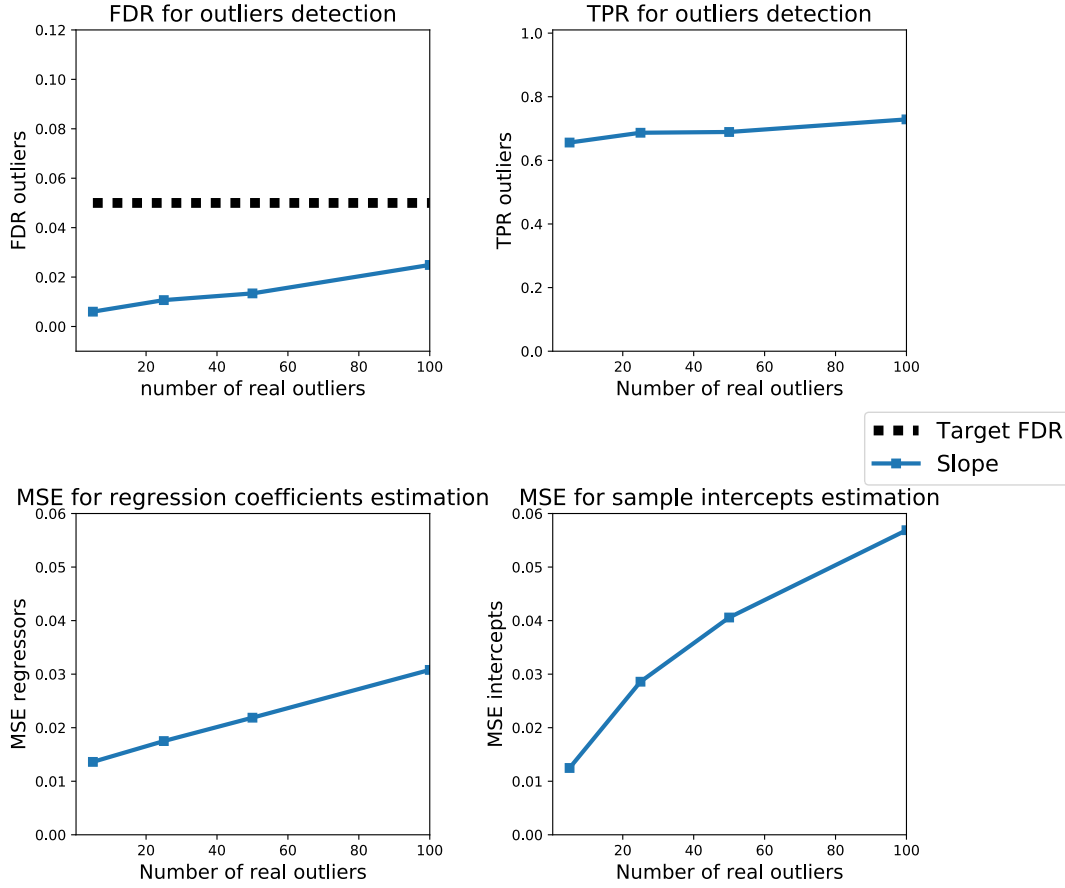 FDR for outliers detection
0.12
0.10
0.08
0.06
0.04
0.02
0.00
FDR outliers
20 40 60 80 100
number of real outliers
TPR for outliers detection
1.0
0.8
0.6
0.4
0.2
0.0
TPR outliers
20 40 60 80 100
Number of real outliers
Target FDR
Slope
MSE for regression coefficients estimation
0.06
0.05
0.04
0.03
0.02
0.01
0.00
MSE regressors
20 40 60 80 100
Number of real outliers
MSE for sample intercepts estimation
0.06
0.05
0.04
0.03
0.02
0.01
0.00
MSE intercepts
20 40 60 80 100
Number of real outliers